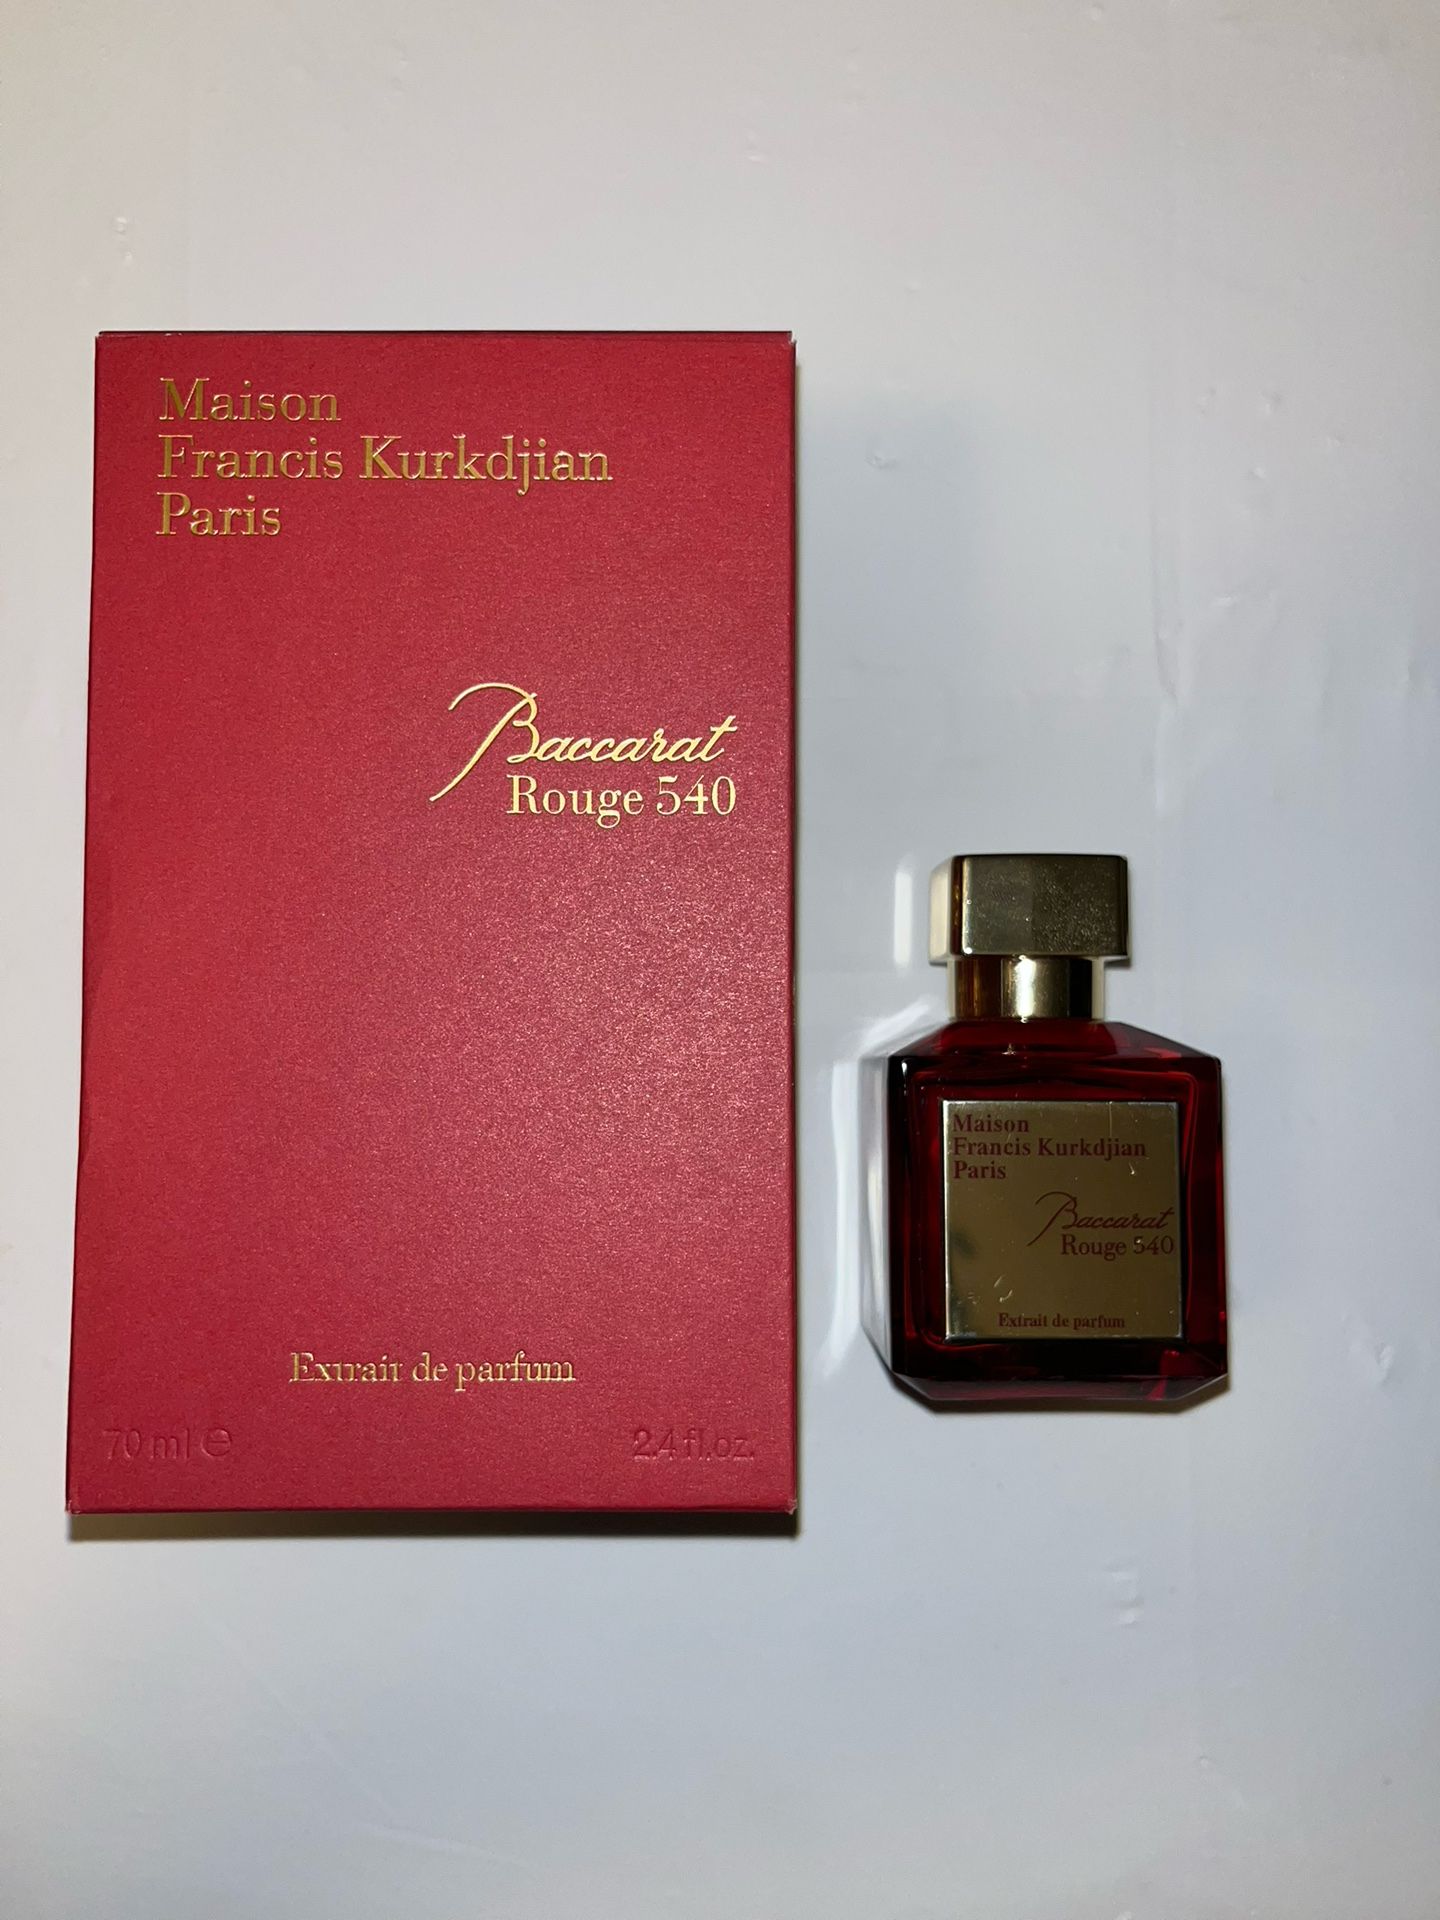 Maison
Francis Kurkdjian
Paris
Baccarat
Rouge 540
Extrait de parfum
70 ml ℮
2.4 fl.oz.
Maison
Francis Kurkdjian
Paris
Baccarat
Rouge 540
Extrait de parfum